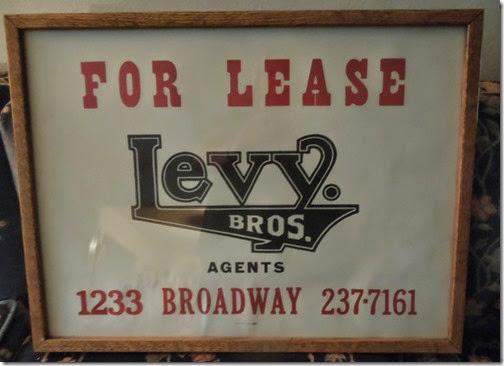 FOR LEASE
Levy.
BROS.
AGENTS
1233 BROADWAY 237-7161